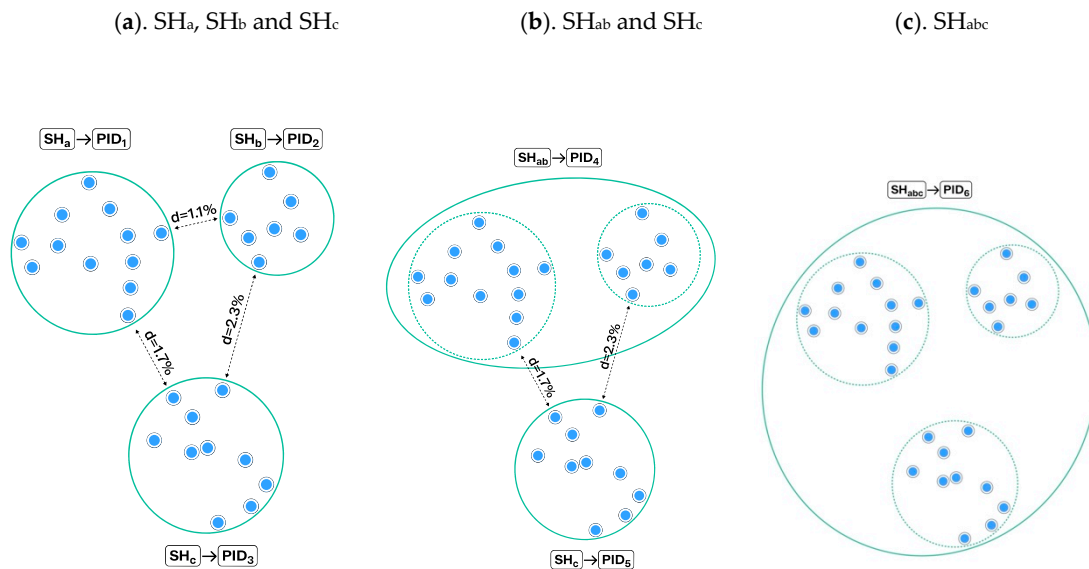 (a). SHa, SHb and SHc
(b). SHab and SHc
(c). SHabc
SHa→PID1
SHb→PID2
d=1.1%
d=1.7%
d=2.3%
SHc→PID3
SHab→PID4
d=1.7%
d=2.3%
SHc→PID5
SHabc→PID6